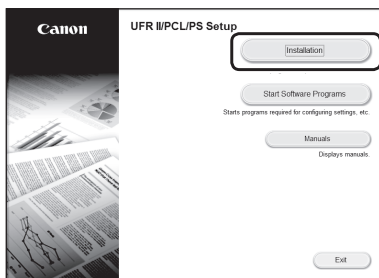 Canon
UFR II/PCL/PS Setup
Installation
Start Software Programs
Starts programs required for configuring settings, etc.
Manuals
Displays manuals.
Exit